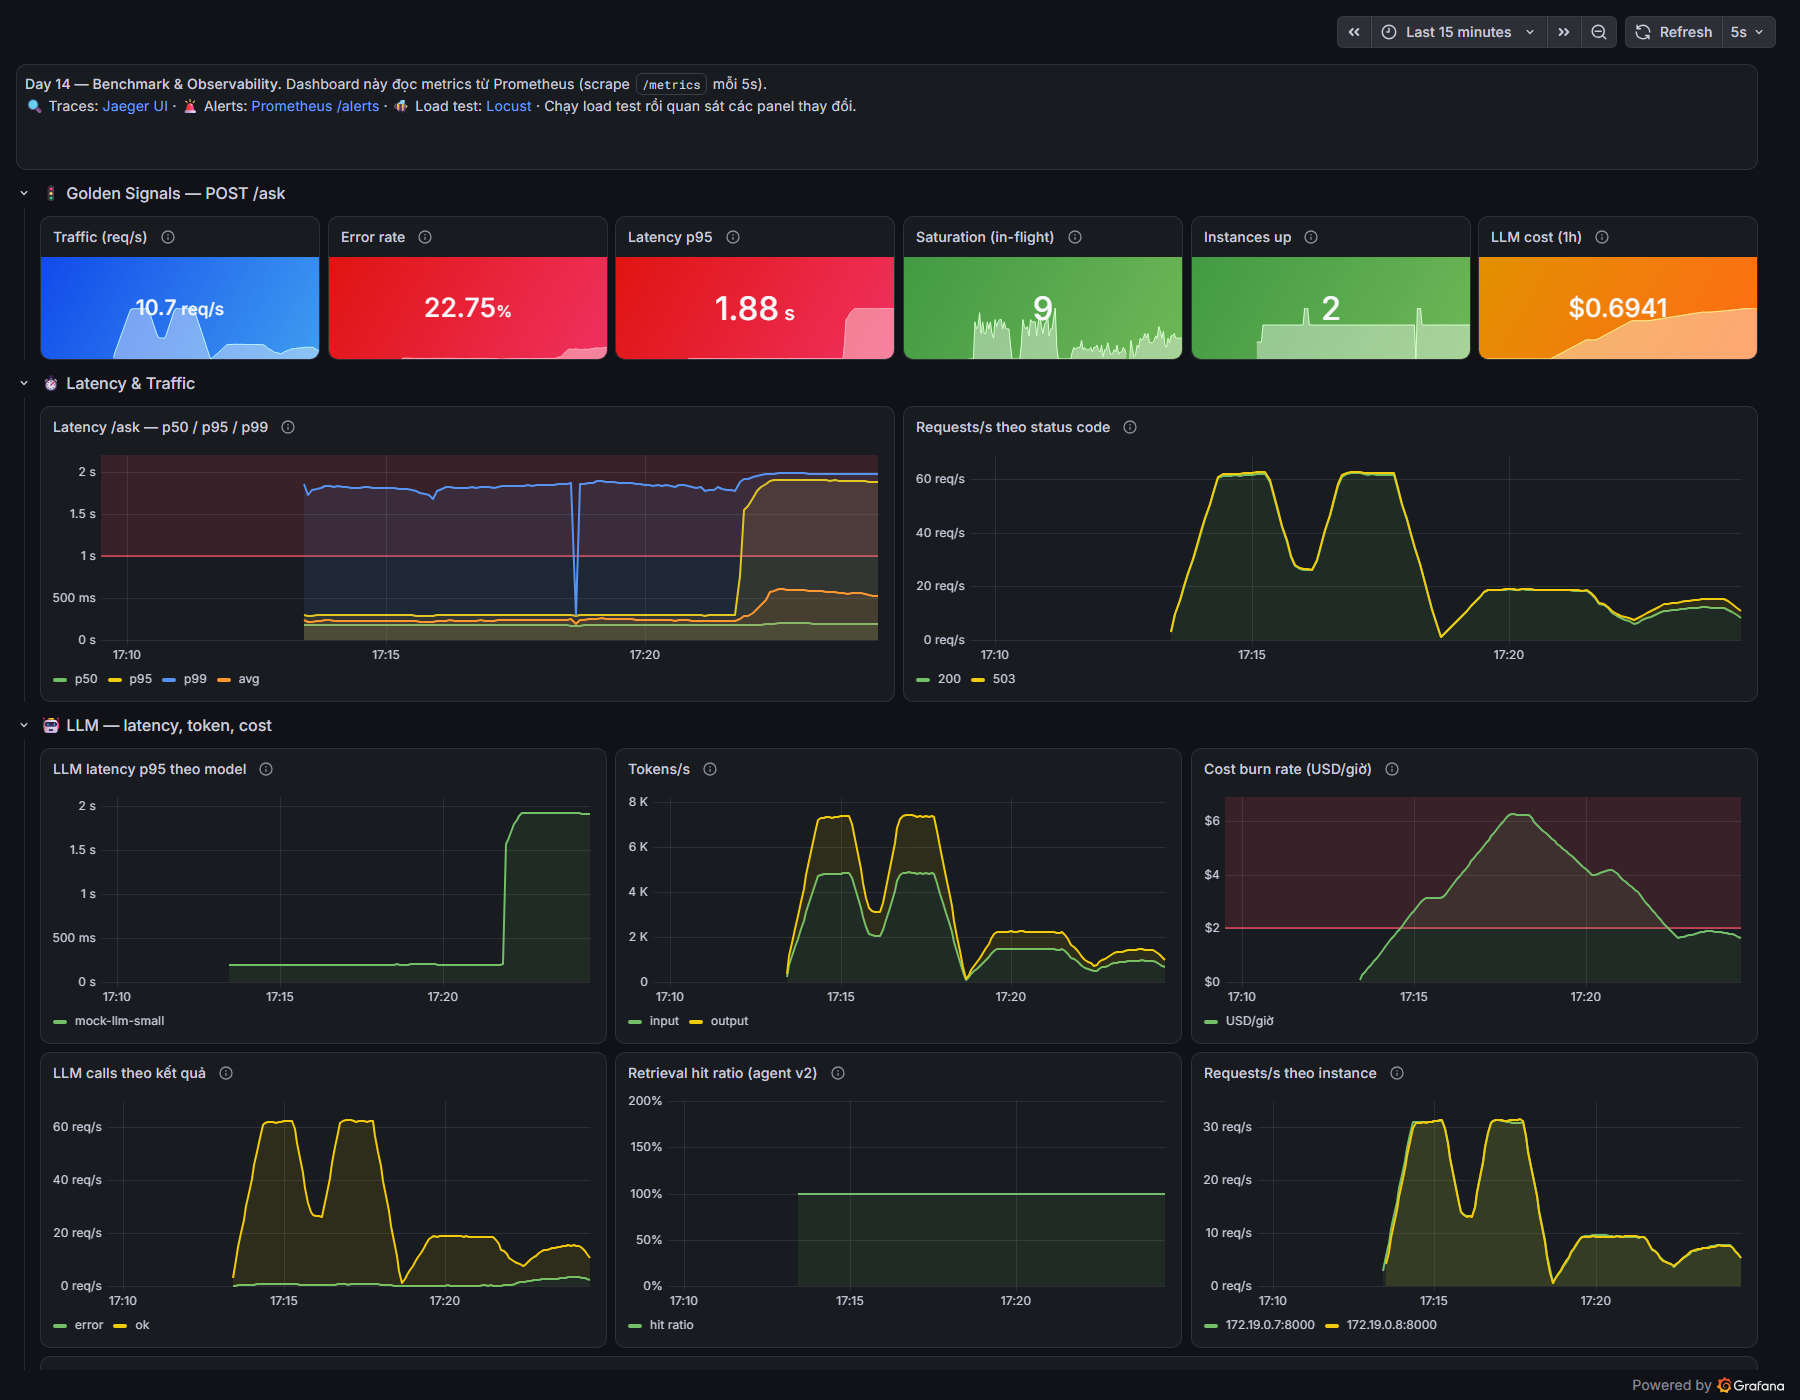 Last 15 minutes
Refresh
5s
Day 14 — Benchmark & Observability. Dashboard này đọc metrics từ Prometheus (scrape /metrics mỗi 5s).
Traces: Jaeger UI · Alerts: Prometheus /alerts · Load test: Locust · Chạy load test rồi quan sát các panel thay đổi.
Golden Signals — POST /ask
Traffic (req/s)
10.7 req/s
Error rate
22.75%
Latency p95
1.88 s
Saturation (in-flight)
9
Instances up
2
LLM cost (1h)
$0.6941
Latency & Traffic
Latency /ask — p50 / p95 / p99
2 s
1.5 s
1 s
500 ms
0 s
17:10
17:15
17:20
p50
p95
p99
avg
Requests/s theo status code
60 req/s
40 req/s
20 req/s
0 req/s
17:10
17:15
17:20
200
503
LLM — latency, token, cost
LLM latency p95 theo model
2 s
1.5 s
1 s
500 ms
0 s
17:10
17:15
17:20
mock-llm-small
Tokens/s
8 K
6 K
4 K
2 K
0
17:10
17:15
17:20
input
output
Cost burn rate (USD/giờ)
$6
$4
$2
$0
17:10
17:15
17:20
USD/giờ
LLM calls theo kết quả
60 req/s
40 req/s
20 req/s
0 req/s
17:10
17:15
17:20
error
ok
Retrieval hit ratio (agent v2)
200%
150%
100%
50%
0%
17:10
17:15
17:20
hit ratio
Requests/s theo instance
30 req/s
20 req/s
10 req/s
0 req/s
17:10
17:15
17:20
172.19.0.7:8000
172.19.0.8:8000
Powered by Grafana